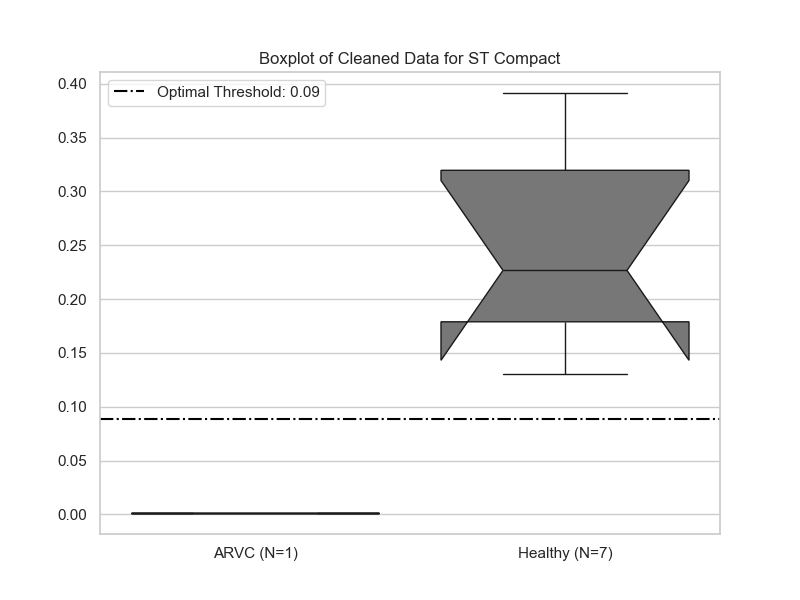 Boxplot of Cleaned Data for ST Compact
Optimal Threshold: 0.09
0.40
0.35
0.30
0.25
0.20
0.15
0.10
0.05
0.00
ARVC (N=1)
Healthy (N=7)